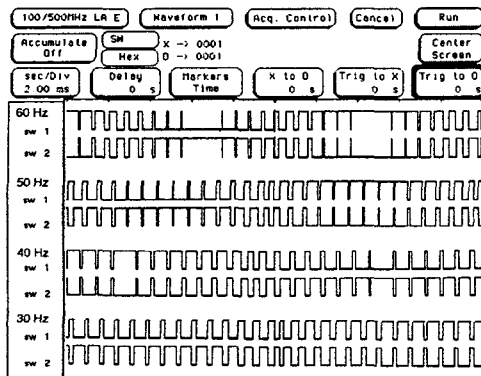 100/500MHz LA E Waveform 1 Acq. Control Cancel Run
Accumulate Off SW Hex X -> 0001 O -> 0001 Center Screen
sec/Div 2.00 ms Delay 0 s Markers Time X to O 0 s Trig to X 0 s Trig to O 0 s
60 Hz
sw 1
sw 2
50 Hz
sw 1
sw 2
40 Hz
sw 1
sw 2
30 Hz
sw 1
sw 2